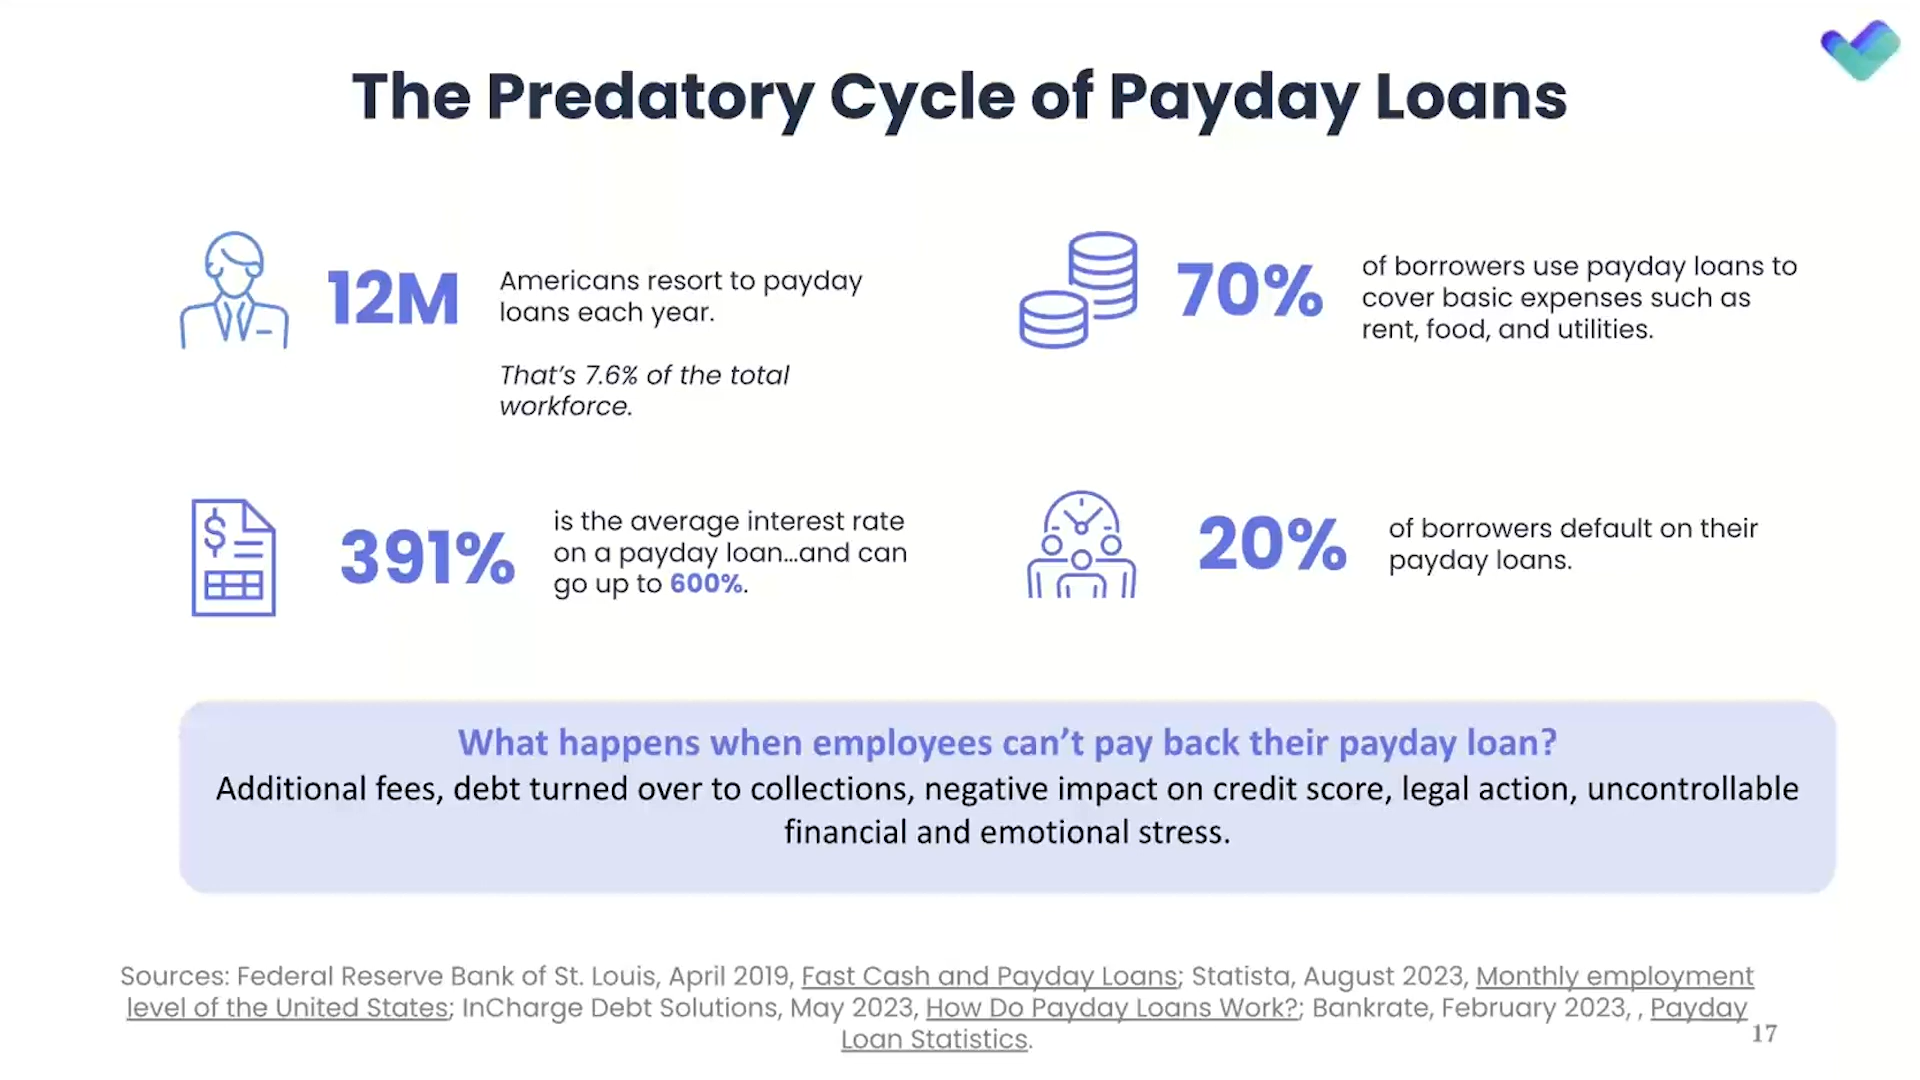 The Predatory Cycle of Payday Loans
12M
Americans resort to payday
loans each year.
That’s 7.6% of the total
workforce.
70%
of borrowers use payday loans to
cover basic expenses such as
rent, food, and utilities.
391%
is the average interest rate
on a payday loan...and can
go up to 600%.
20%
of borrowers default on their
payday loans.
What happens when employees can’t pay back their payday loan?
Additional fees, debt turned over to collections, negative impact on credit score, legal action, uncontrollable
financial and emotional stress.
Sources: Federal Reserve Bank of St. Louis, April 2019, Fast Cash and Payday Loans; Statista, August 2023, Monthly employment
level of the United States; InCharge Debt Solutions, May 2023, How Do Payday Loans Work?; Bankrate, February 2023, , Payday
Loan Statistics.
17